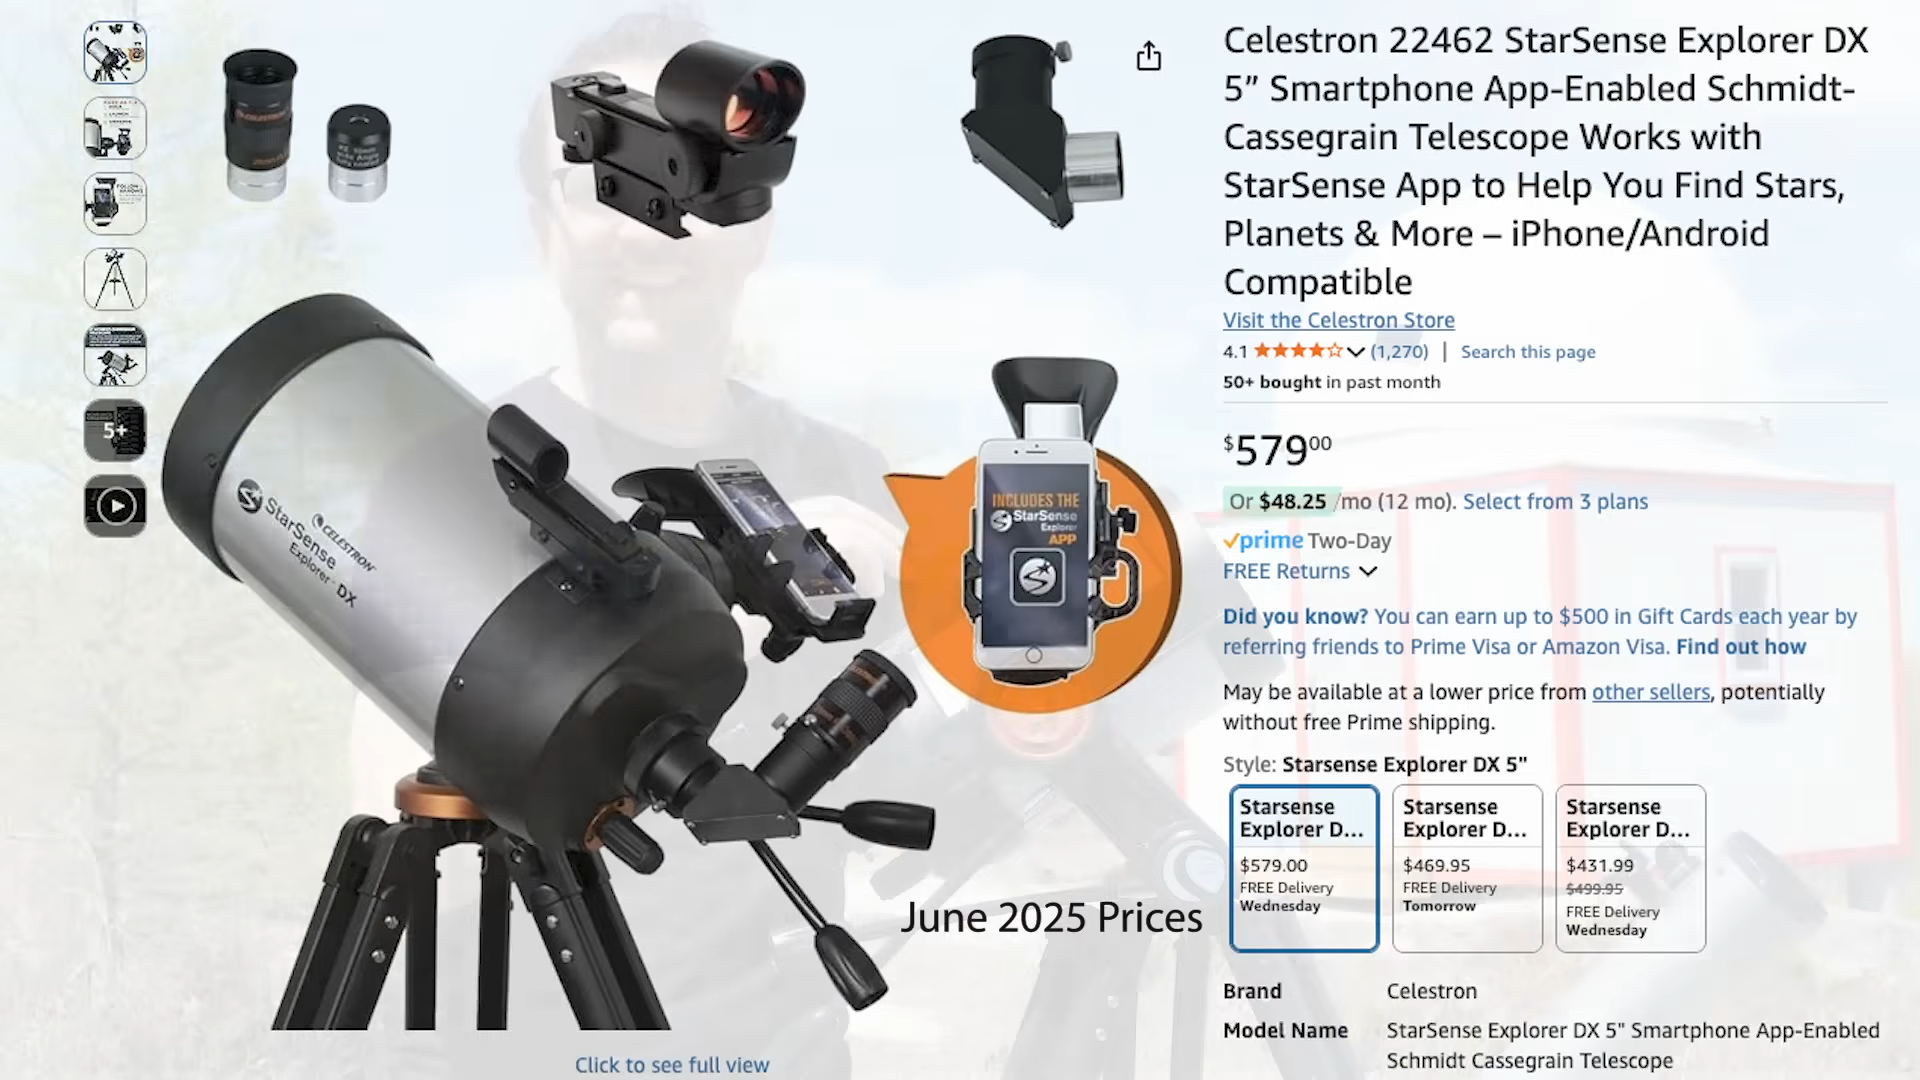 Celestron 22462 StarSense Explorer DX
5” Smartphone App-Enabled Schmidt-
Cassegrain Telescope Works with
StarSense App to Help You Find Stars,
Planets & More – iPhone/Android
Compatible
Visit the Celestron Store
4.1 (1,270) | Search this page
50+ bought in past month
$579.00
Or $48.25 /mo (12 mo). Select from 3 plans
prime Two-Day
FREE Returns
Did you know? You can earn up to $500 in Gift Cards each year by
referring friends to Prime Visa or Amazon Visa. Find out how
May be available at a lower price from other sellers, potentially
without free Prime shipping.
Style: Starsense Explorer DX 5"
Starsense
Explorer D...
$579.00
FREE Delivery
Wednesday
Starsense
Explorer D...
$469.95
FREE Delivery
Tomorrow
Starsense
Explorer D...
$431.99
$499.95
FREE Delivery
Wednesday
Brand Celestron
Model Name StarSense Explorer DX 5" Smartphone App-Enabled
Schmidt Cassegrain Telescope
5+
CELESTRON
StarSense
Explorer DX
INCLUDES THE
StarSense
Explorer
APP
June 2025 Prices
Click to see full view